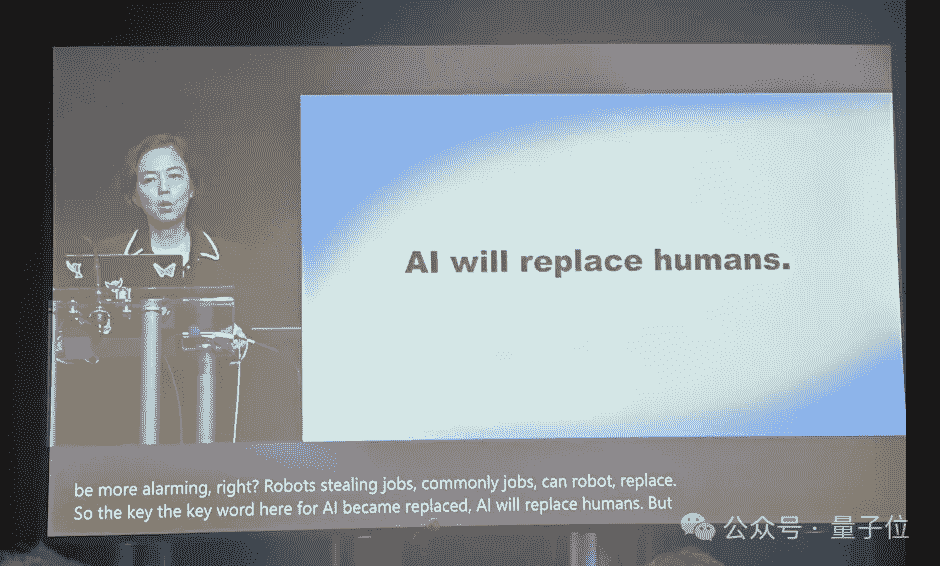 AI will replace humans.
be more alarming, right? Robots stealing jobs, commonly jobs, can robot, replace.
So the key the key word here for AI became replaced, AI will replace humans. But
公众号 · 量子位